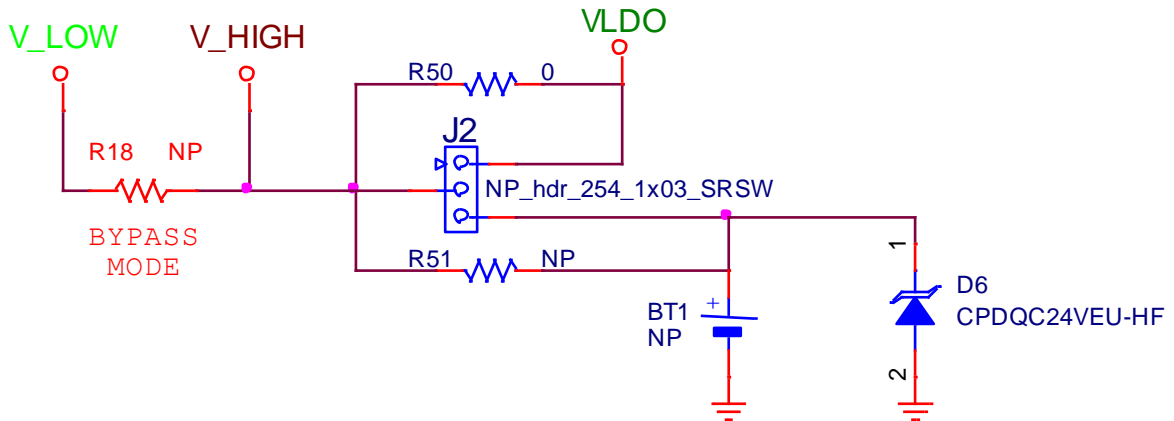 VLDO
V_LOW V_HIGH
R50 0
J2
R18 NP
NP_hdr_254_1x03_SRSW
BYPASS
MODE
R51 NP
1
D6
CPDQC24VEU-HF
+
BT1
NP
2